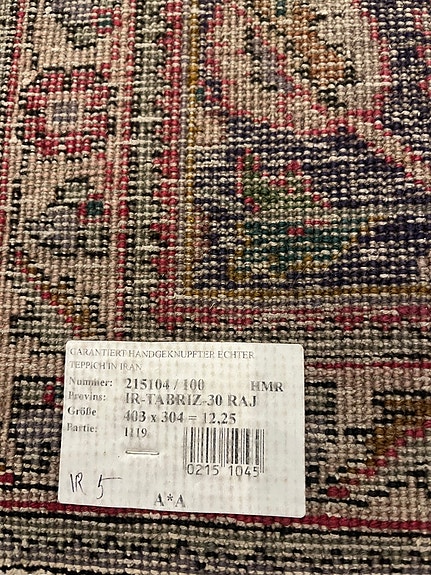 GARANTIERT HANDGEKNÜPFTER ECHTER
TEPPICH IN IRAN
Nummer: 215104 / 100 HMR
Provins: IR-TABRIZ-30 RAJ
Größe 403 x 304 = 12,25
Partie: 1119
0215 1045
IR 5
A*A